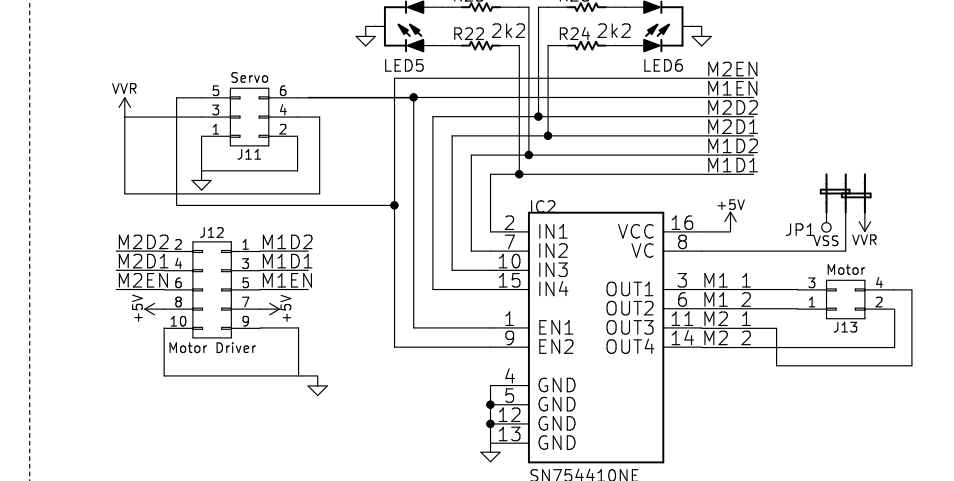 R22 2k2
R24 2k2
LED5
LED6
M2EN
M1EN
M2D2
M2D1
M1D2
M1D1
VVR
Servo
5 6
3 4
1 2
J11
J12
M2D2 2 1 M1D2
M2D1 4 3 M1D1
M2EN 6 5 M1EN
+5V 8 7 +5V
10 9
Motor Driver
IC2
2 IN1 VCC 16 +5V
7 IN2 VC 8
10 IN3
15 IN4 OUT1 3 M1 1
OUT2 6 M1 2
1 EN1 OUT3 11 M2 1
9 EN2 OUT4 14 M2 2
4 GND
5 GND
12 GND
13 GND
SN754410NE
JP1
VSS VVR
Motor
3 4
1 2
J13